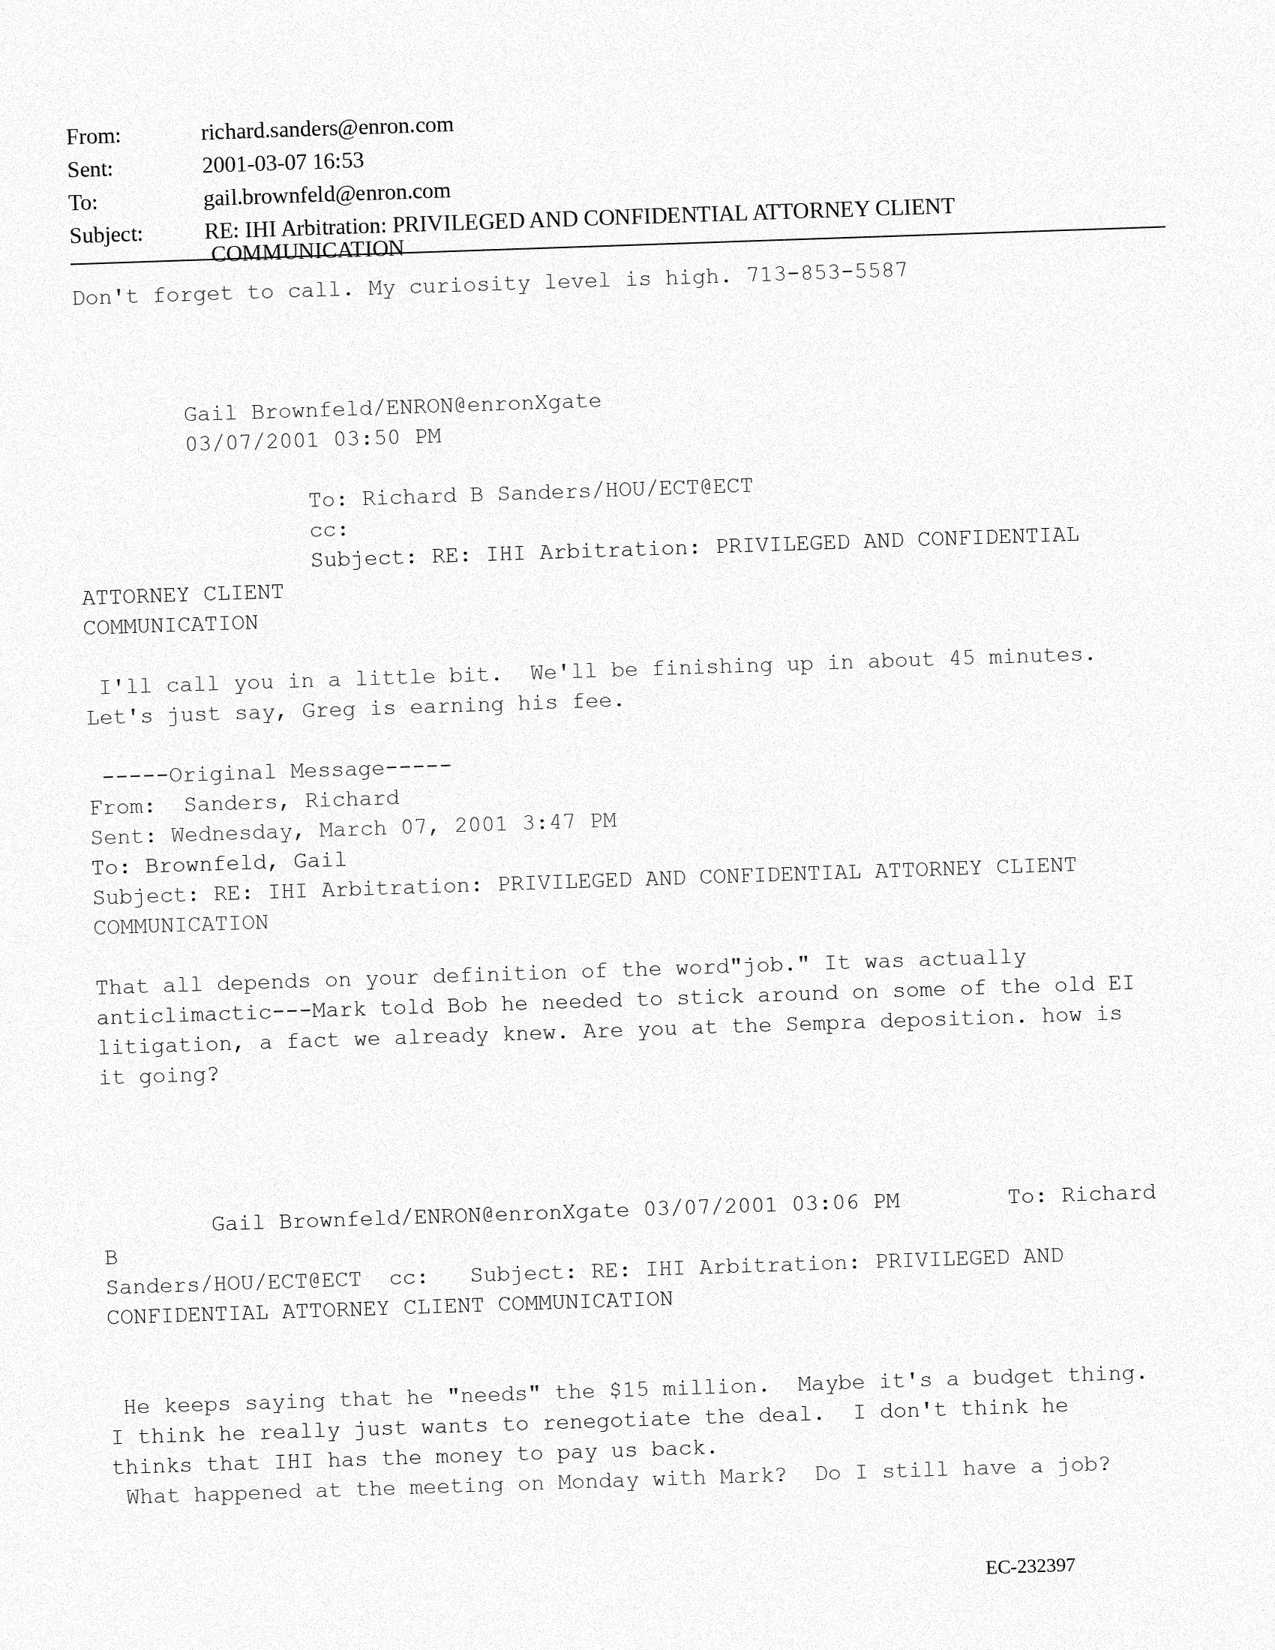 From: richard.sanders@enron.com
Sent: 2001-03-07 16:53
To: gail.brownfeld@enron.com
Subject: RE: IHI Arbitration: PRIVILEGED AND CONFIDENTIAL ATTORNEY CLIENT
COMMUNICATION
Don't forget to call. My curiosity level is high. 713-853-5587
Gail Brownfeld/ENRON@enronXgate
03/07/2001 03:50 PM
To: Richard B Sanders/HOU/ECT@ECT
cc:
Subject: RE: IHI Arbitration: PRIVILEGED AND CONFIDENTIAL
ATTORNEY CLIENT
COMMUNICATION
I'll call you in a little bit.  We'll be finishing up in about 45 minutes.
Let's just say, Greg is earning his fee.
-----Original Message-----
From:  Sanders, Richard
Sent: Wednesday, March 07, 2001 3:47 PM
To: Brownfeld, Gail
Subject: RE: IHI Arbitration: PRIVILEGED AND CONFIDENTIAL ATTORNEY CLIENT
COMMUNICATION
That all depends on your definition of the word"job." It was actually
anticlimactic---Mark told Bob he needed to stick around on some of the old EI
litigation, a fact we already knew. Are you at the Sempra deposition. how is
it going?
Gail Brownfeld/ENRON@enronXgate 03/07/2001 03:06 PM        To: Richard
B
Sanders/HOU/ECT@ECT  cc:   Subject: RE: IHI Arbitration: PRIVILEGED AND
CONFIDENTIAL ATTORNEY CLIENT COMMUNICATION
He keeps saying that he "needs" the $15 million.  Maybe it's a budget thing.
I think he really just wants to renegotiate the deal.  I don't think he
thinks that IHI has the money to pay us back.
What happened at the meeting on Monday with Mark?  Do I still have a job?
EC-232397